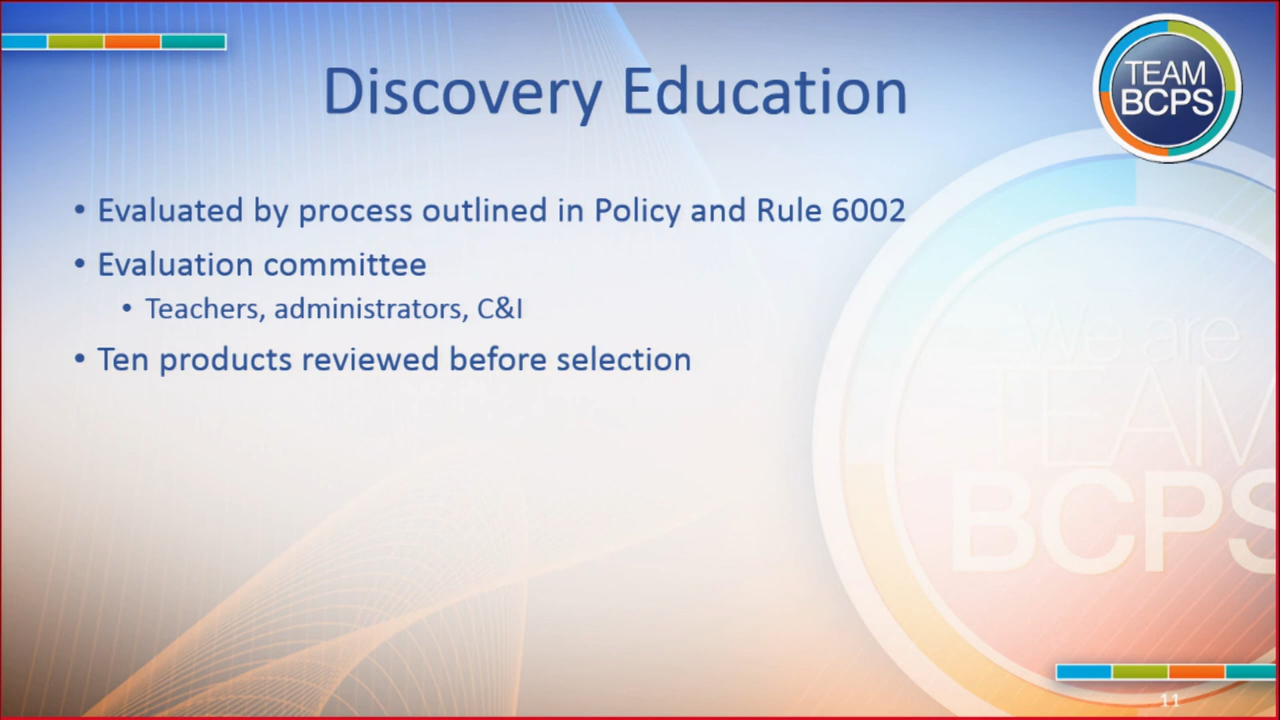 TEAM
BCPS
Discovery Education
• Evaluated by process outlined in Policy and Rule 6002
• Evaluation committee
• Teachers, administrators, C&I
• Ten products reviewed before selection
We are
TEAM
BCPS
11